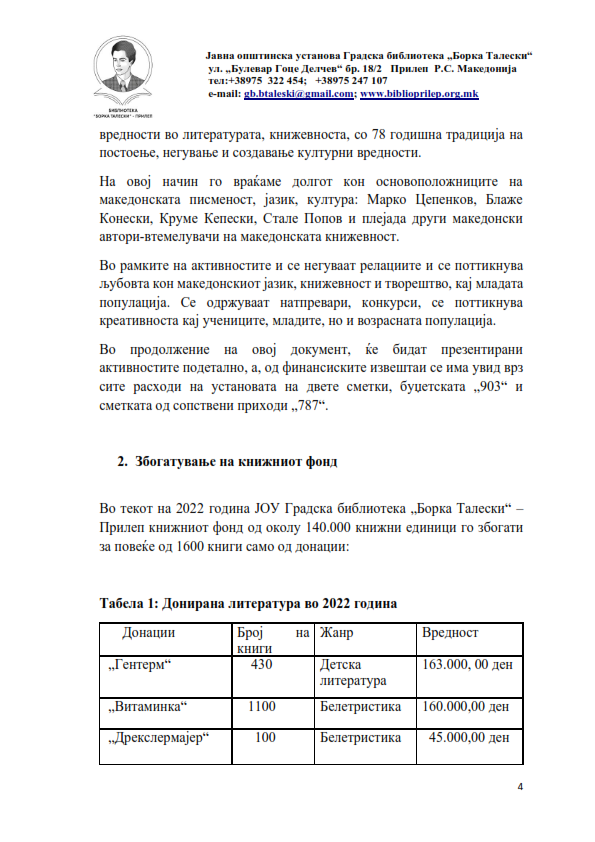 Јавна општинска установа Градска библиотека „Борка Талески“
ул. „Булевар Гоце Делчев“ бр. 18/2 Прилеп Р.С. Македонија
тел:+38975 322 454; +38975 247 107
e-mail: gb.btaleski@gmail.com; www.biblioprilep.org.mk
БИБЛИОТЕКА
"БОРКА ТАЛЕСКИ" - ПРИЛЕП
вредности во литературата, книжевноста, со 78 годишна традиција на
постоење, негување и создавање културни вредности.
На овој начин го враќаме долгот кон основоположниците на
македонската писменост, јазик, култура: Марко Цепенков, Блаже
Конески, Круме Кепески, Стале Попов и плејада други македонски
автори-втемелувачи на македонската книжевност.
Во рамките на активностите и се негуваат релациите и се поттикнува
љубовта кон македонскиот јазик, книжевност и творештво, кај младата
популација. Се одржуваат натпревари, конкурси, се поттикнува
креативноста кај учениците, младите, но и возрасната популација.
Во продолжение на овој документ, ќе бидат презентирани
активностите подетално, а, од финансиските извештаи се има увид врз
сите расходи на установата на двете сметки, буџетската „903“ и
сметката од сопствени приходи „787“.
2. Збогатување на книжниот фонд
Во текот на 2022 година ЈОУ Градска библиотека „Борка Талески“ –
Прилеп книжниот фонд од околу 140.000 книжни единици го збогати
за повеќе од 1600 книги само од донации:
Табела 1: Донирана литература во 2022 година
Донации Број на Жанр Вредност
книги
„Гентерм“ 430 Детска 163.000, 00 ден
литература
„Витаминка“ 1100 Белетристика 160.000,00 ден
„Дрекслермајер“ 100 Белетристика 45.000,00 ден
4